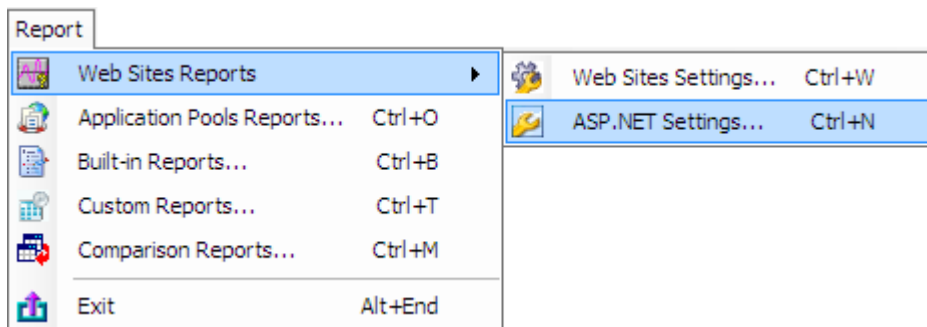 Report
Web Sites Reports
Web Sites Settings... Ctrl+W
Application Pools Reports... Ctrl+O
ASP.NET Settings... Ctrl+N
Built-in Reports... Ctrl+B
Custom Reports... Ctrl+T
Comparison Reports... Ctrl+M
Exit Alt+End